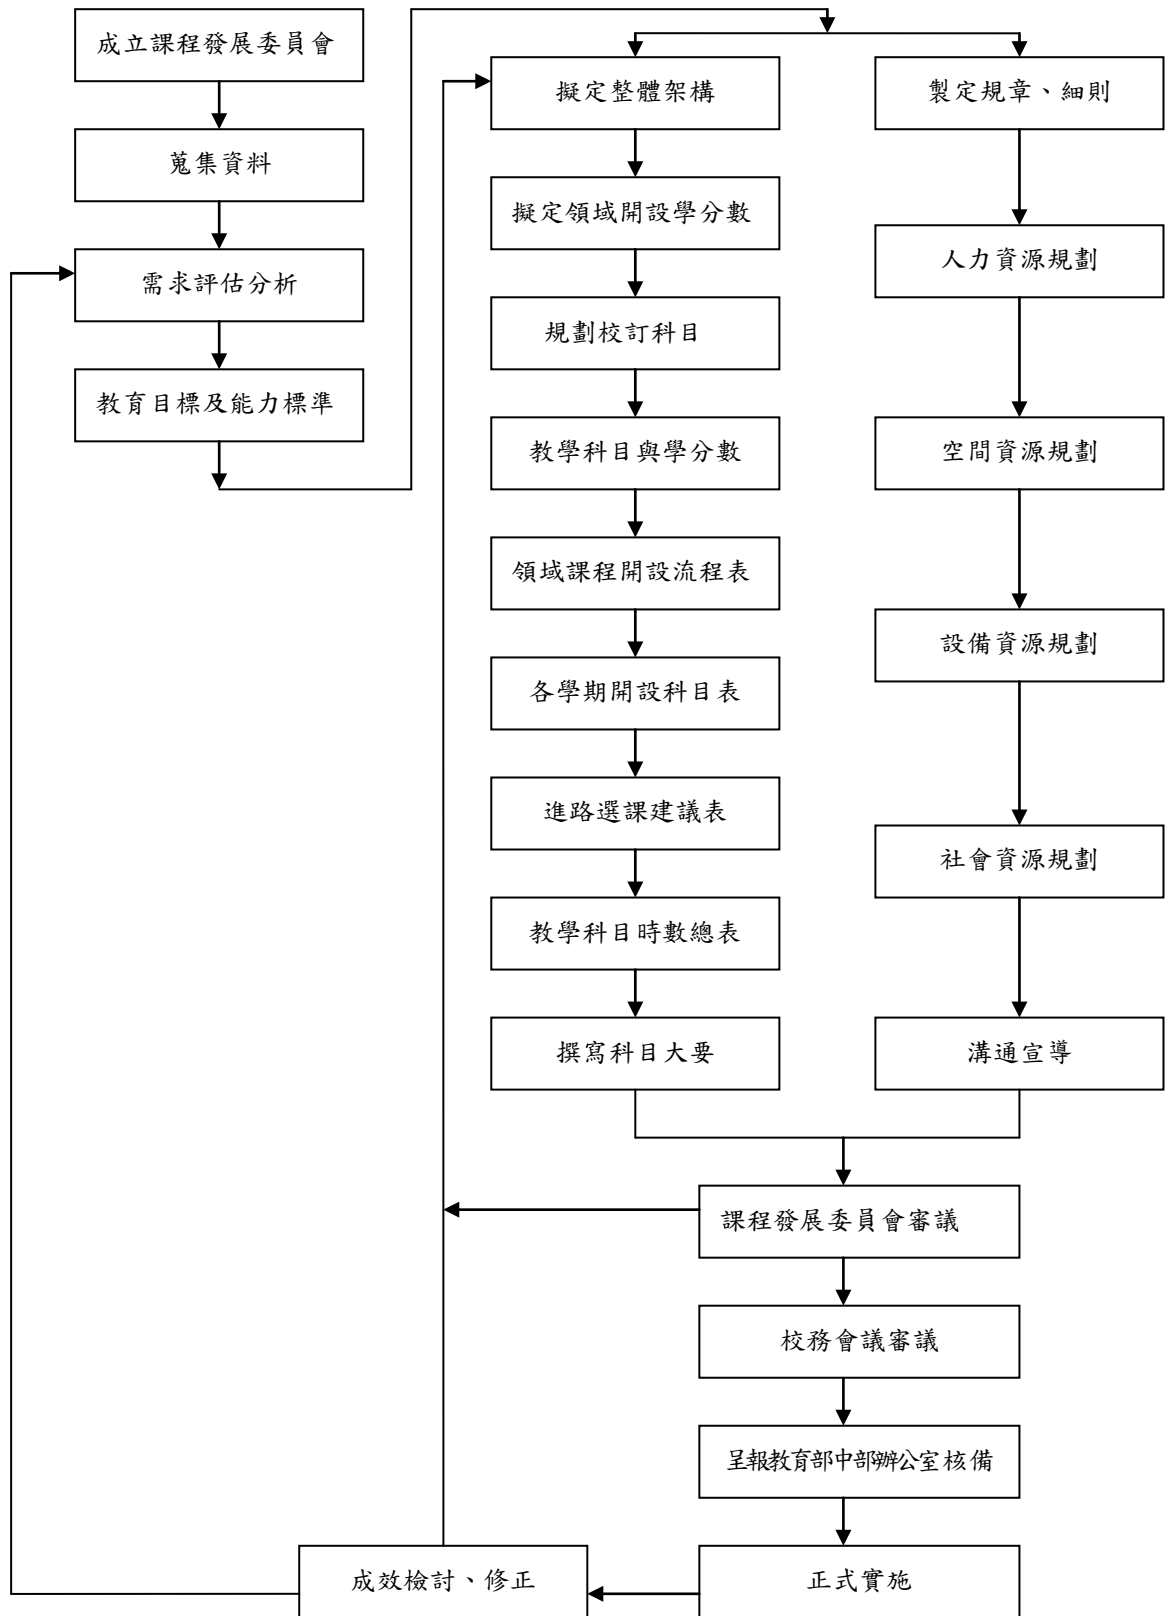 成立課程發展委員會
蒐集資料
需求評估分析
教育目標及能力標準
擬定整體架構
擬定領域開設學分數
規劃校訂科目
教學科目與學分數
領域課程開設流程表
各學期開設科目表
進路選課建議表
教學科目時數總表
撰寫科目大要
製定規章、細則
人力資源規劃
空間資源規劃
設備資源規劃
社會資源規劃
溝通宣導
課程發展委員會審議
校務會議審議
呈報教育部中部辦公室核備
正式實施
成效檢討、修正